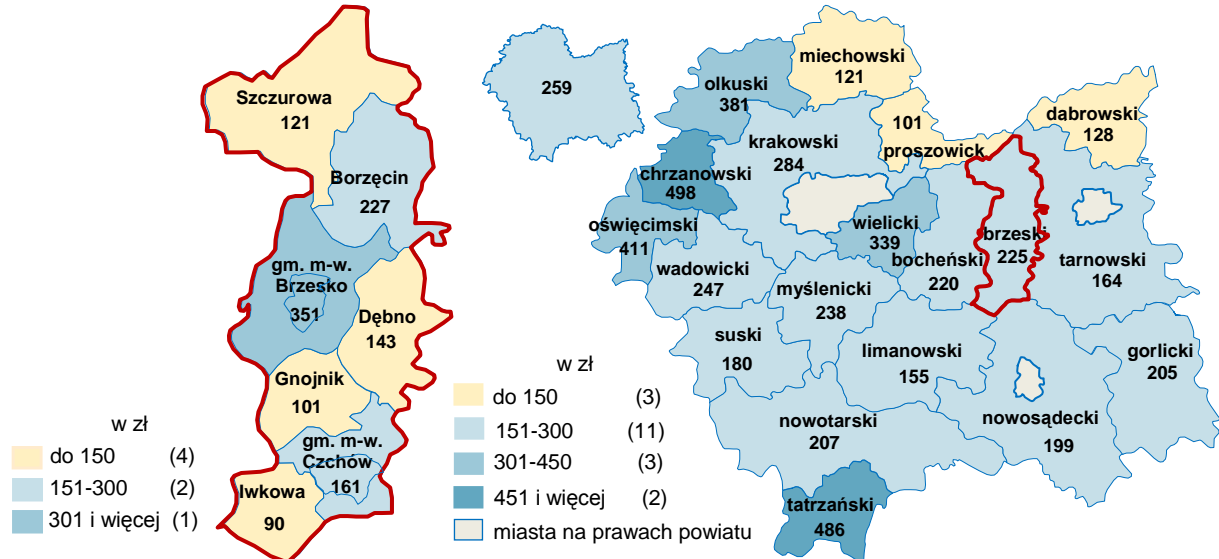 Szczurowa
121
Borzęcin
227
gm. m-w.
Brzesko
351
Dębno
143
Gnojnik
101
gm. m-w.
Czchów
161
Iwkowa
90
w zł
do 150 (4)
151-300 (2)
301 i więcej (1)
259
miechowski
121
olkuski
381
101
proszowick
dąbrowski
128
krakowski
284
chrzanowski
498
oświęcimski
411
wielicki
339
bocheński
220
brzeski
225
tarnowski
164
wadowicki
247
myślenicki
238
suski
180
limanowski
155
gorlicki
205
nowotarski
207
nowosądecki
199
tatrzański
486
w zł
do 150 (3)
151-300 (11)
301-450 (3)
451 i więcej (2)
miasta na prawach powiatu